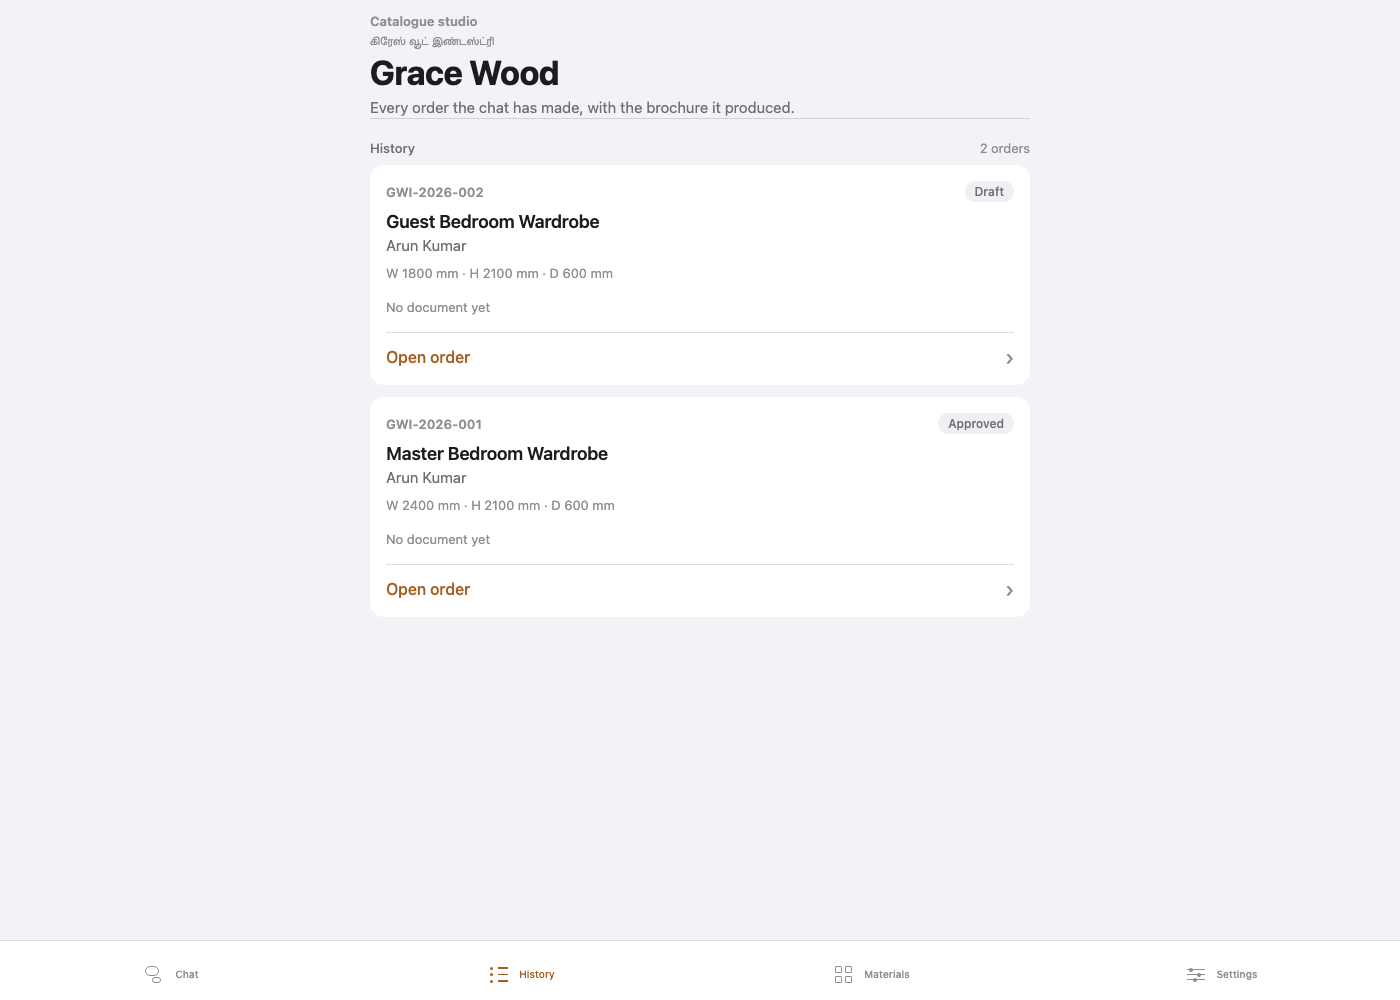 Catalogue studio
கிரேஸ் வூட் இண்டஸ்ட்ரி
Grace Wood
Every order the chat has made, with the brochure it produced.
History
2 orders
GWI-2026-002
Draft
Guest Bedroom Wardrobe
Arun Kumar
W 1800 mm · H 2100 mm · D 600 mm
No document yet
Open order
GWI-2026-001
Approved
Master Bedroom Wardrobe
Arun Kumar
W 2400 mm · H 2100 mm · D 600 mm
No document yet
Open order
Chat
History
Materials
Settings